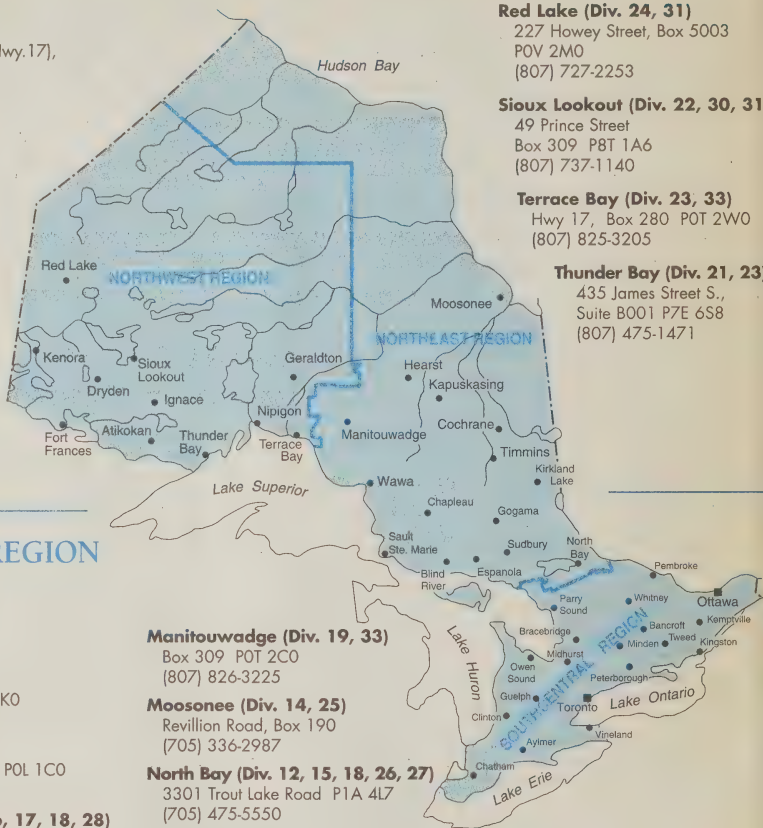 lwy.17),
Red Lake (Div. 24, 31)
227 Howey Street, Box 5003
P0V 2M0
(807) 727-2253
Sioux Lookout (Div. 22, 30, 31
49 Prince Street
Box 309 P8T 1A6
(807) 737-1140
Terrace Bay (Div. 23, 33)
Hwy 17, Box 280 P0T 2W0
(807) 825-3205
Thunder Bay (Div. 21, 23)
435 James Street S.,
Suite B001 P7E 6S8
(807) 475-1471
Hudson Bay
Red Lake
NORTHWEST REGION
Moosonee
NORTHEAST REGION
Kenora
Sioux
Lookout
Dryden
Ignace
Geraldton
Hearst
Kapuskasing
Fort
Frances
Atikokan
Thunder
Bay
Nipigon
Terrace
Bay
Manitouwadge
Cochrane
Timmins
Kirkland
Lake
Lake Superior
Wawa
Chapleau
Gogama
Sault
Ste. Marie
Blind
River
Espanola
Sudbury
North
Bay
Pembroke
Ottawa
Parry
Sound
Whitney
Kemptville
Bracebridge
Bancroft
Minden
Tweed
Kingston
Owen
Sound
Midhurst
Peterborough
SOUTHCENTRAL REGION
Lake Huron
Guelph
Toronto
Lake Ontario
Clinton
Vineland
Aylmer
Chatham
Lake Erie
REGION
K0
P0L 1C0
, 17, 18, 28)
Manitouwadge (Div. 19, 33)
Box 309 P0T 2C0
(807) 826-3225
Moosonee (Div. 14, 25)
Revillion Road, Box 190
(705) 336-2987
North Bay (Div. 12, 15, 18, 26, 27)
3301 Trout Lake Road P1A 4L7
(705) 475-5550